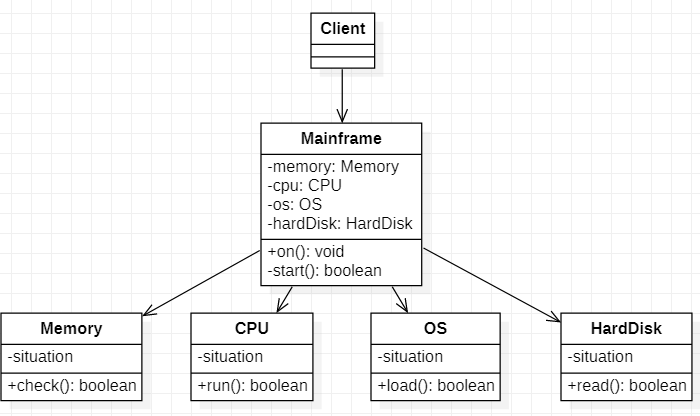 Client
Mainframe
-memory: Memory
-cpu: CPU
-os: OS
-hardDisk: HardDisk
+on(): void
-start(): boolean
Memory
-situation
+check(): boolean
CPU
-situation
+run(): boolean
OS
-situation
+load(): boolean
HardDisk
-situation
+read(): boolean